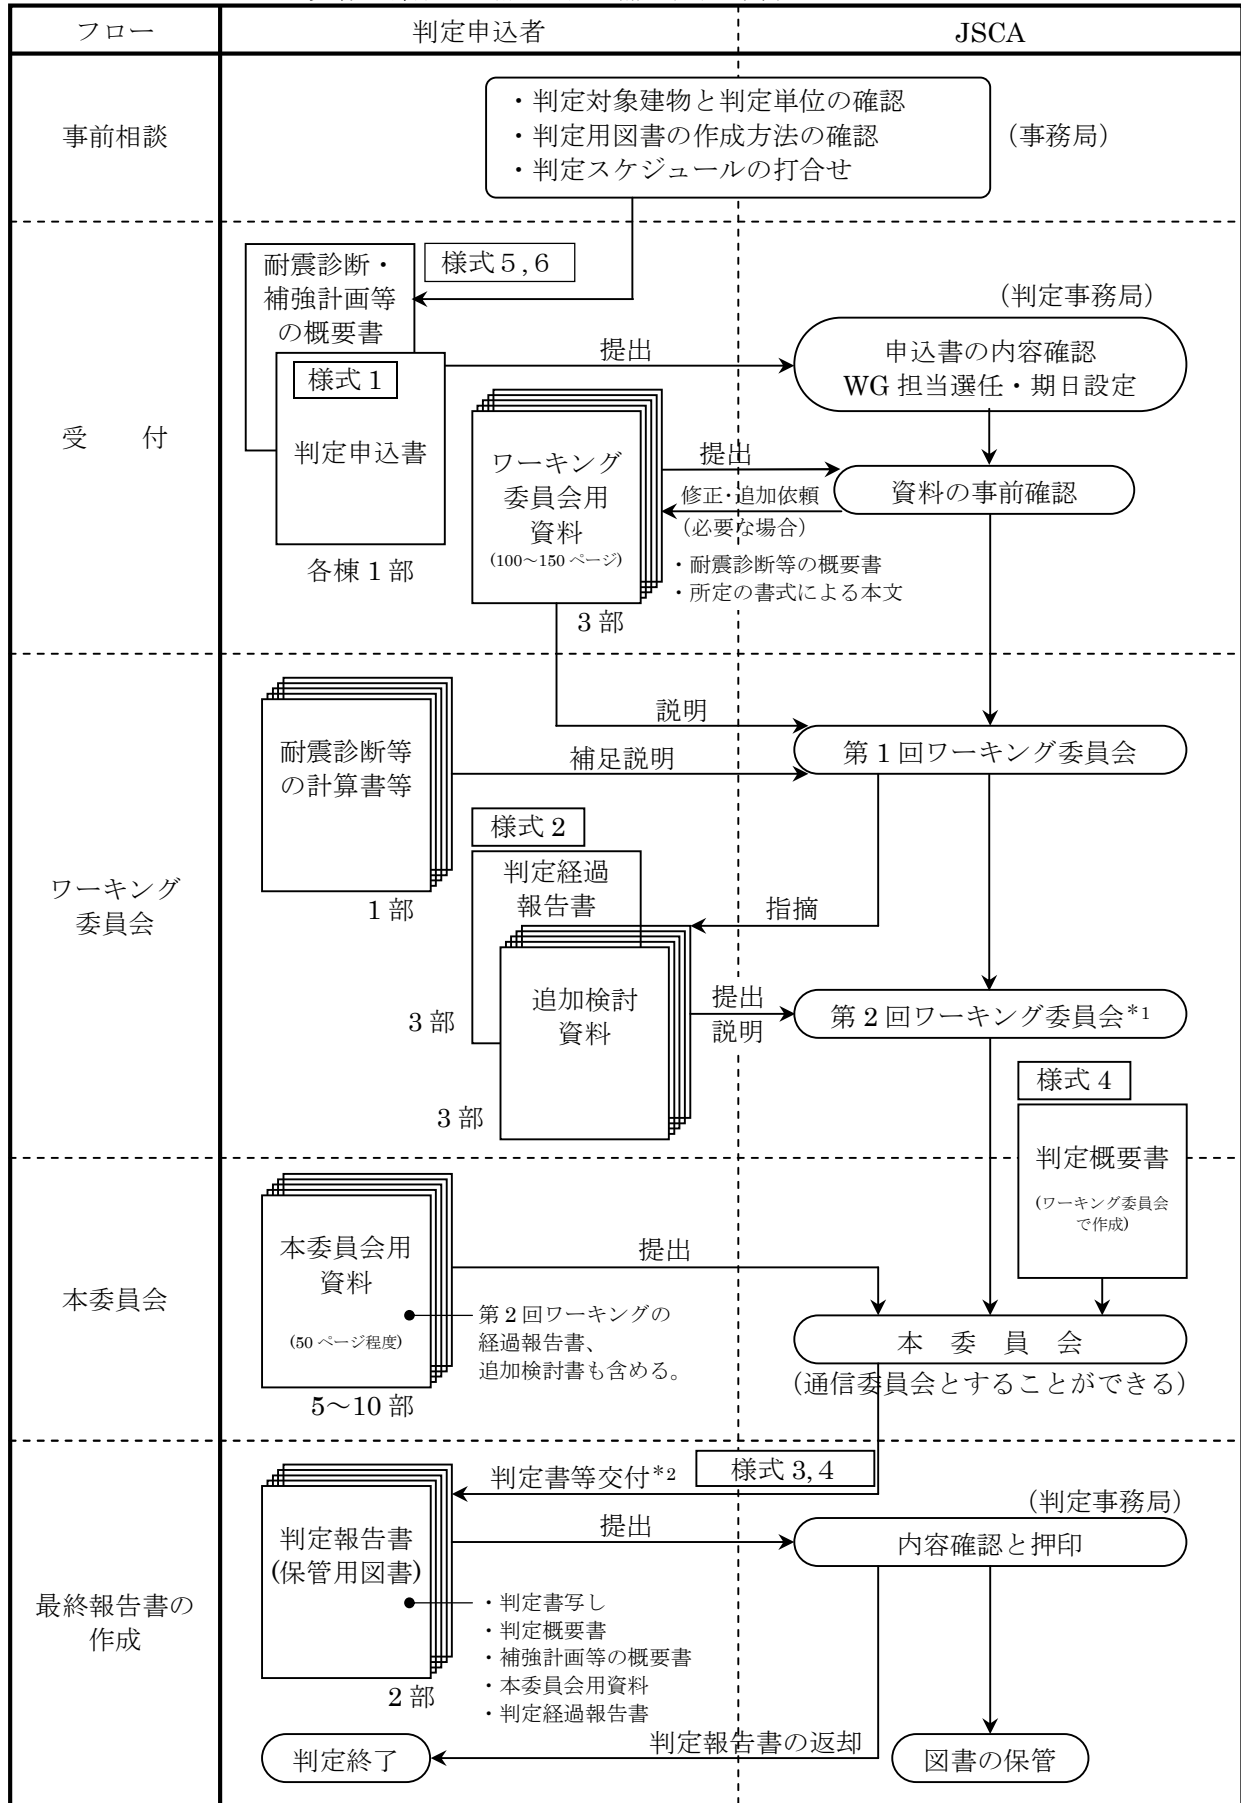 フロー
判定申込者
JSCA
事前相談
・判定対象建物と判定単位の確認
・判定用図書の作成方法の確認
・判定スケジュールの打合せ
（事務局）
受　付
耐震診断・
補強計画等
の概要書
様式 5 , 6
様式 1
判定申込書
各棟 1 部
提出
（判定事務局）
申込書の内容確認
WG 担当選任・期日設定
ワーキング
委員会用
資料
(100～150 ページ)
3 部
提出
資料の事前確認
修正・追加依頼
（必要な場合）
・耐震診断等の概要書
・所定の書式による本文
ワーキング
委員会
耐震診断等
の計算書等
1 部
説明
補足説明
第 1 回ワーキング委員会
様式 2
判定経過
報告書
3 部
指摘
追加検討
資料
3 部
提出
説明
第 2 回ワーキング委員会*1
様式 4
判定概要書
(ワーキング委員会
で作成)
本委員会
本委員会用
資料
(50 ページ程度)
5～10 部
提出
第 2 回ワーキングの
経過報告書、
追加検討書も含める。
本　委　員　会
（通信委員会とすることができる）
最終報告書の
作成
判定書等交付*2
様式 3, 4
判定報告書
(保管用図書)
2 部
提出
（判定事務局）
内容確認と押印
・判定書写し
・判定概要書
・補強計画等の概要書
・本委員会用資料
・判定経過報告書
判定終了
判定報告書の返却
図書の保管